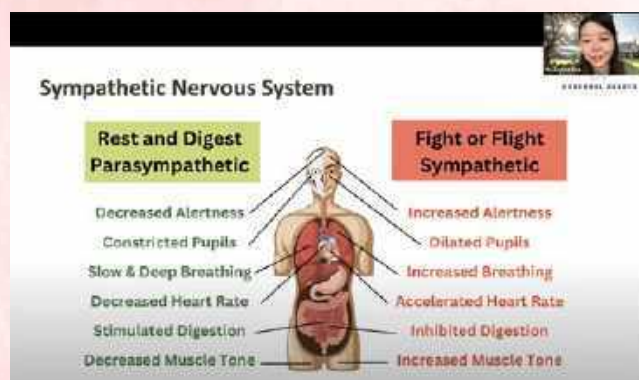 Sympathetic Nervous System
Rest and Digest
Parasympathetic
Fight or Flight
Sympathetic
Decreased Alertness
Increased Alertness
Constricted Pupils
Dilated Pupils
Slow & Deep Breathing
Increased Breathing
Decreased Heart Rate
Accelerated Heart Rate
Stimulated Digestion
Inhibited Digestion
Decreased Muscle Tone
Increased Muscle Tone